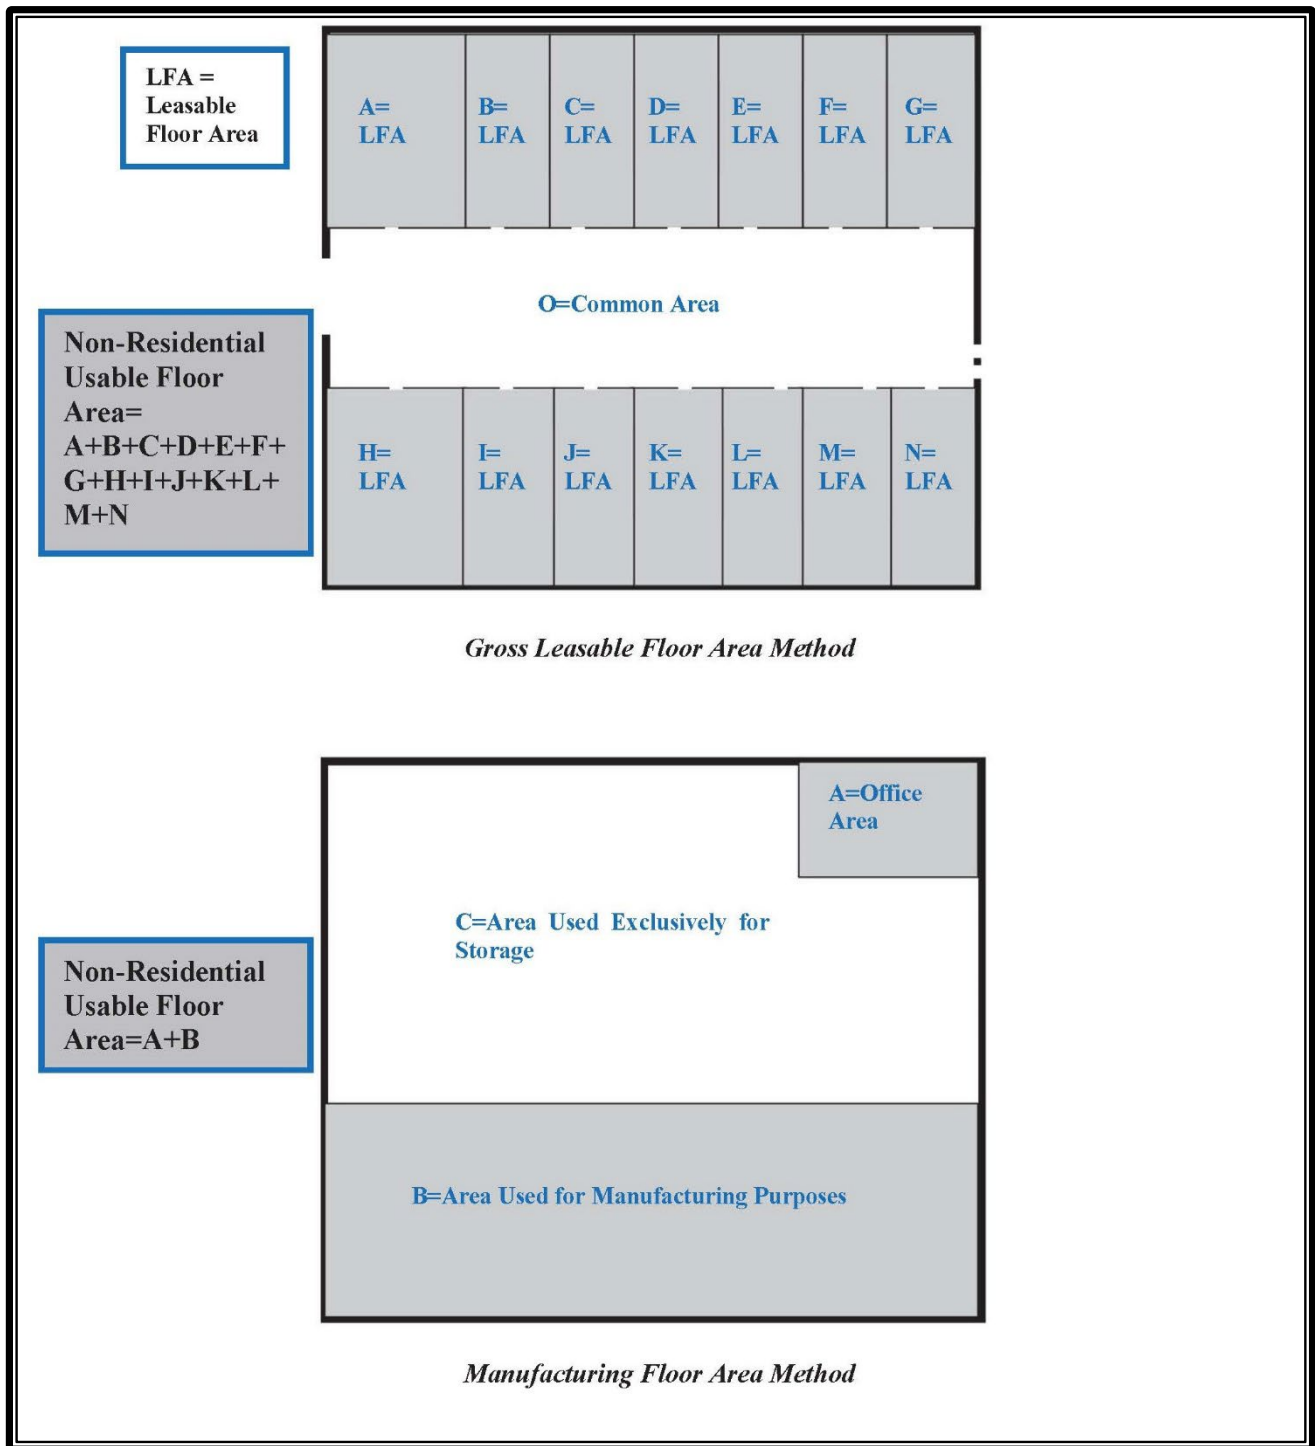 LFA =
Leasable
Floor Area
A=
LFA
B=
LFA
C=
LFA
D=
LFA
E=
LFA
F=
LFA
G=
LFA
O=Common Area
Non-Residential
Usable Floor
Area=
A+B+C+D+E+F+
G+H+I+J+K+L+
M+N
H=
LFA
I=
LFA
J=
LFA
K=
LFA
L=
LFA
M=
LFA
N=
LFA
Gross Leasable Floor Area Method
A=Office
Area
C=Area Used Exclusively for
Storage
Non-Residential
Usable Floor
Area=A+B
B=Area Used for Manufacturing Purposes
Manufacturing Floor Area Method